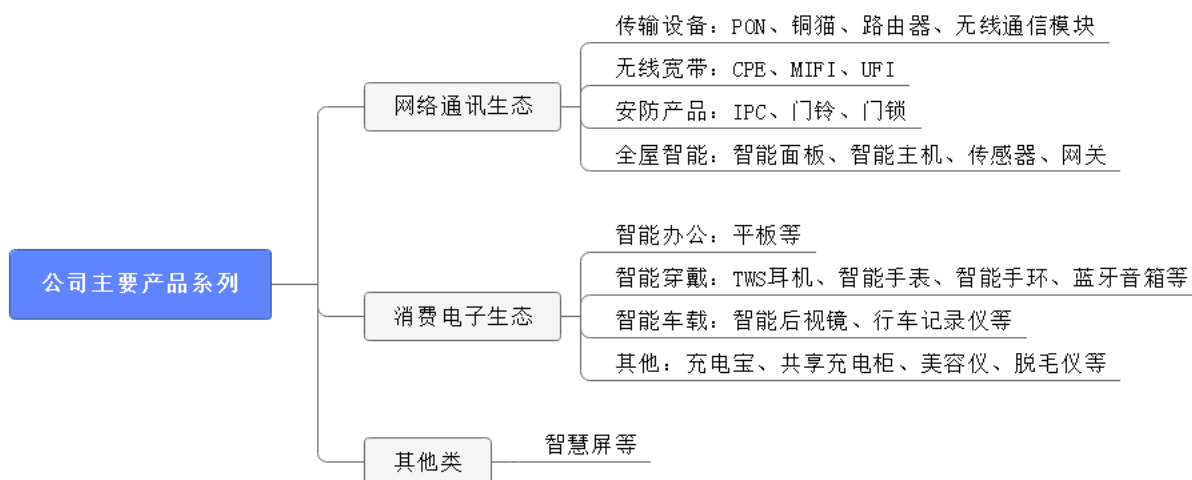 公司主要产品系列
网络通讯生态
传输设备：PON、铜猫、路由器、无线通信模块
无线宽带：CPE、MIFI、UFI
安防产品：IPC、门铃、门锁
全屋智能：智能面板、智能主机、传感器、网关
消费电子生态
智能办公：平板等
智能穿戴：TWS耳机、智能手表、智能手环、蓝牙音箱等
智能车载：智能后视镜、行车记录仪等
其他：充电宝、共享充电柜、美容仪、脱毛仪等
其他类
智慧屏等